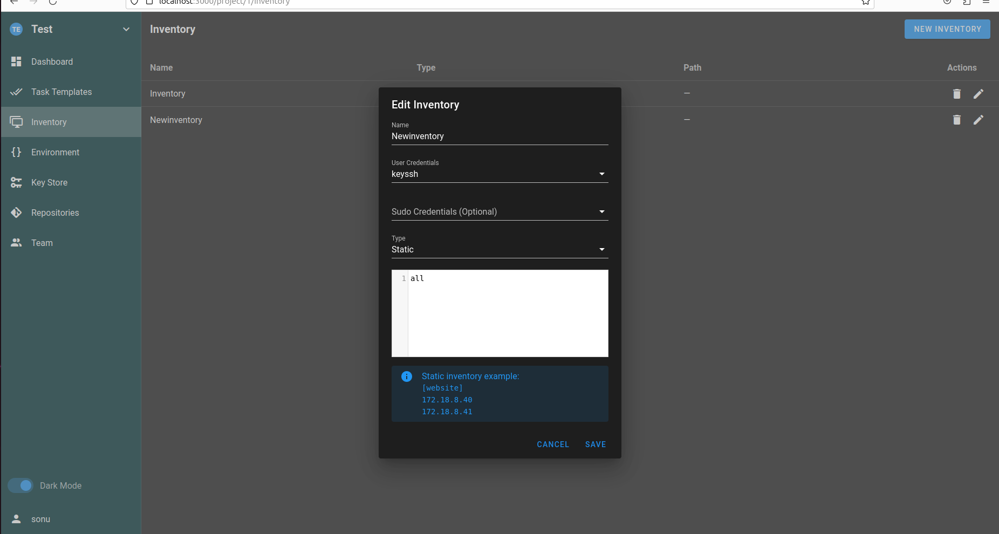 localhost:3000/project/1/inventory
TE Test
Inventory
NEW INVENTORY
Dashboard
Task Templates
Inventory
Environment
Key Store
Repositories
Team
Dark Mode
sonu
Name Type Path Actions
Inventory —
Newinventory —
Edit Inventory
Name
Newinventory
User Credentials
keyssh
Sudo Credentials (Optional)
Type
Static
1 all
Static inventory example:
[website]
172.18.8.40
172.18.8.41
CANCEL SAVE